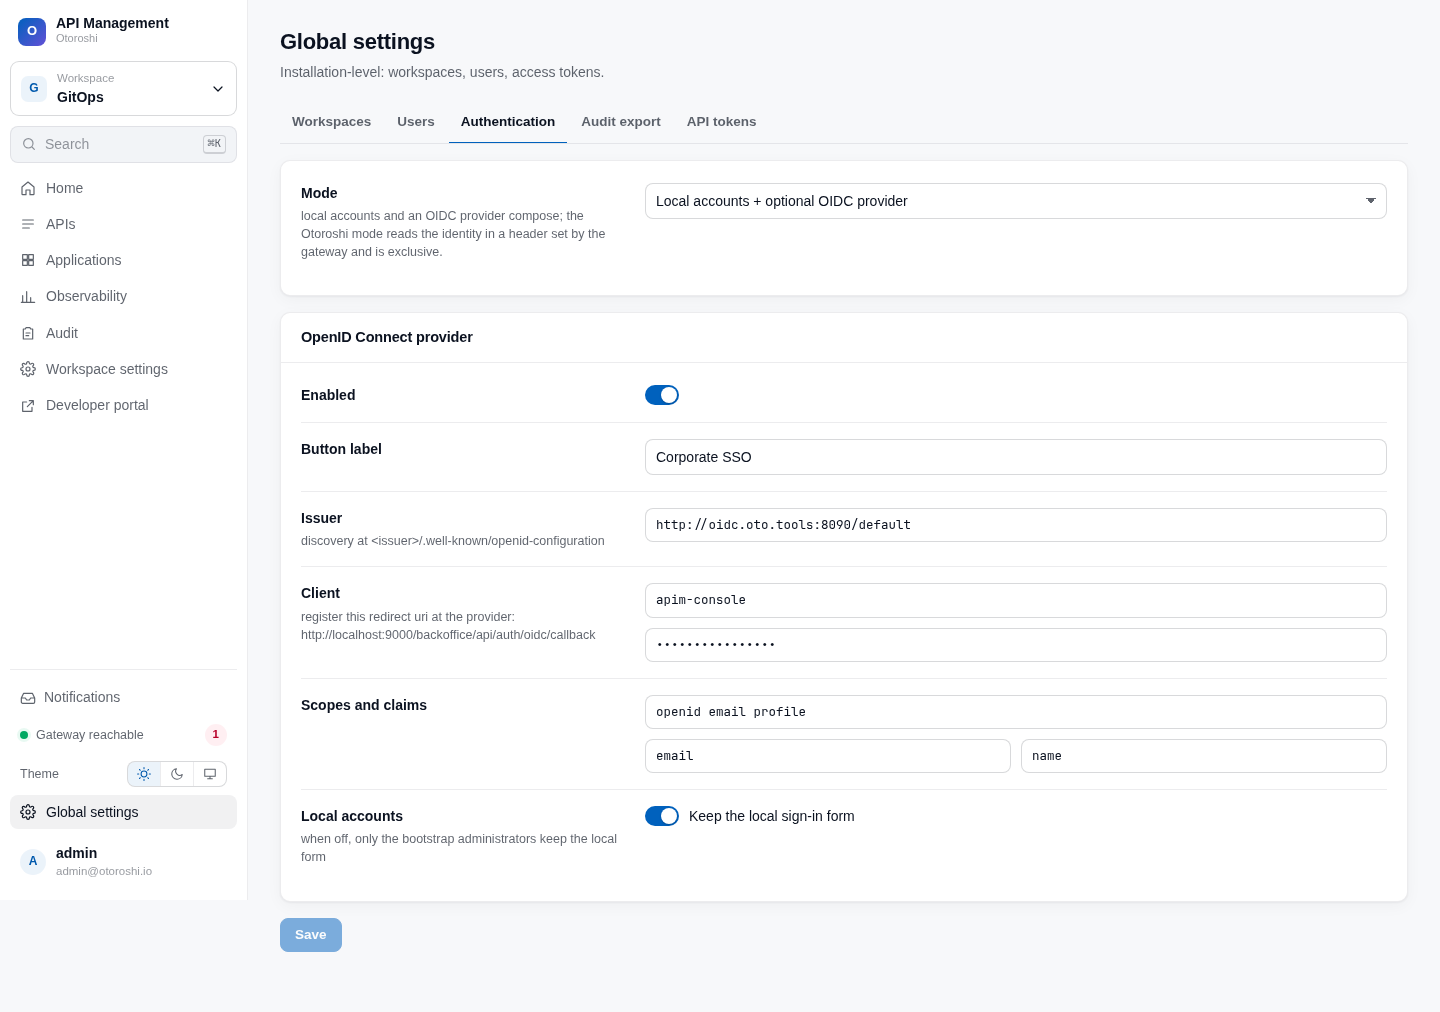 O
API Management
Otoroshi
G
Workspace
GitOps
Search
⌘K
Home
APIs
Applications
Observability
Audit
Workspace settings
Developer portal
Notifications
Gateway reachable
1
Theme
Global settings
A
admin
admin@otoroshi.io
Global settings
Installation-level: workspaces, users, access tokens.
Workspaces Users Authentication Audit export API tokens
Mode
local accounts and an OIDC provider compose; the
Otoroshi mode reads the identity in a header set by the
gateway and is exclusive.
Local accounts + optional OIDC provider
OpenID Connect provider
Enabled
Button label
Corporate SSO
Issuer
discovery at <issuer>/.well-known/openid-configuration
http://oidc.oto.tools:8090/default
Client
register this redirect uri at the provider:
http://localhost:9000/backoffice/api/auth/oidc/callback
apim-console
••••••••••••••••
Scopes and claims
openid email profile
email
name
Local accounts
when off, only the bootstrap administrators keep the local
form
Keep the local sign-in form
Save